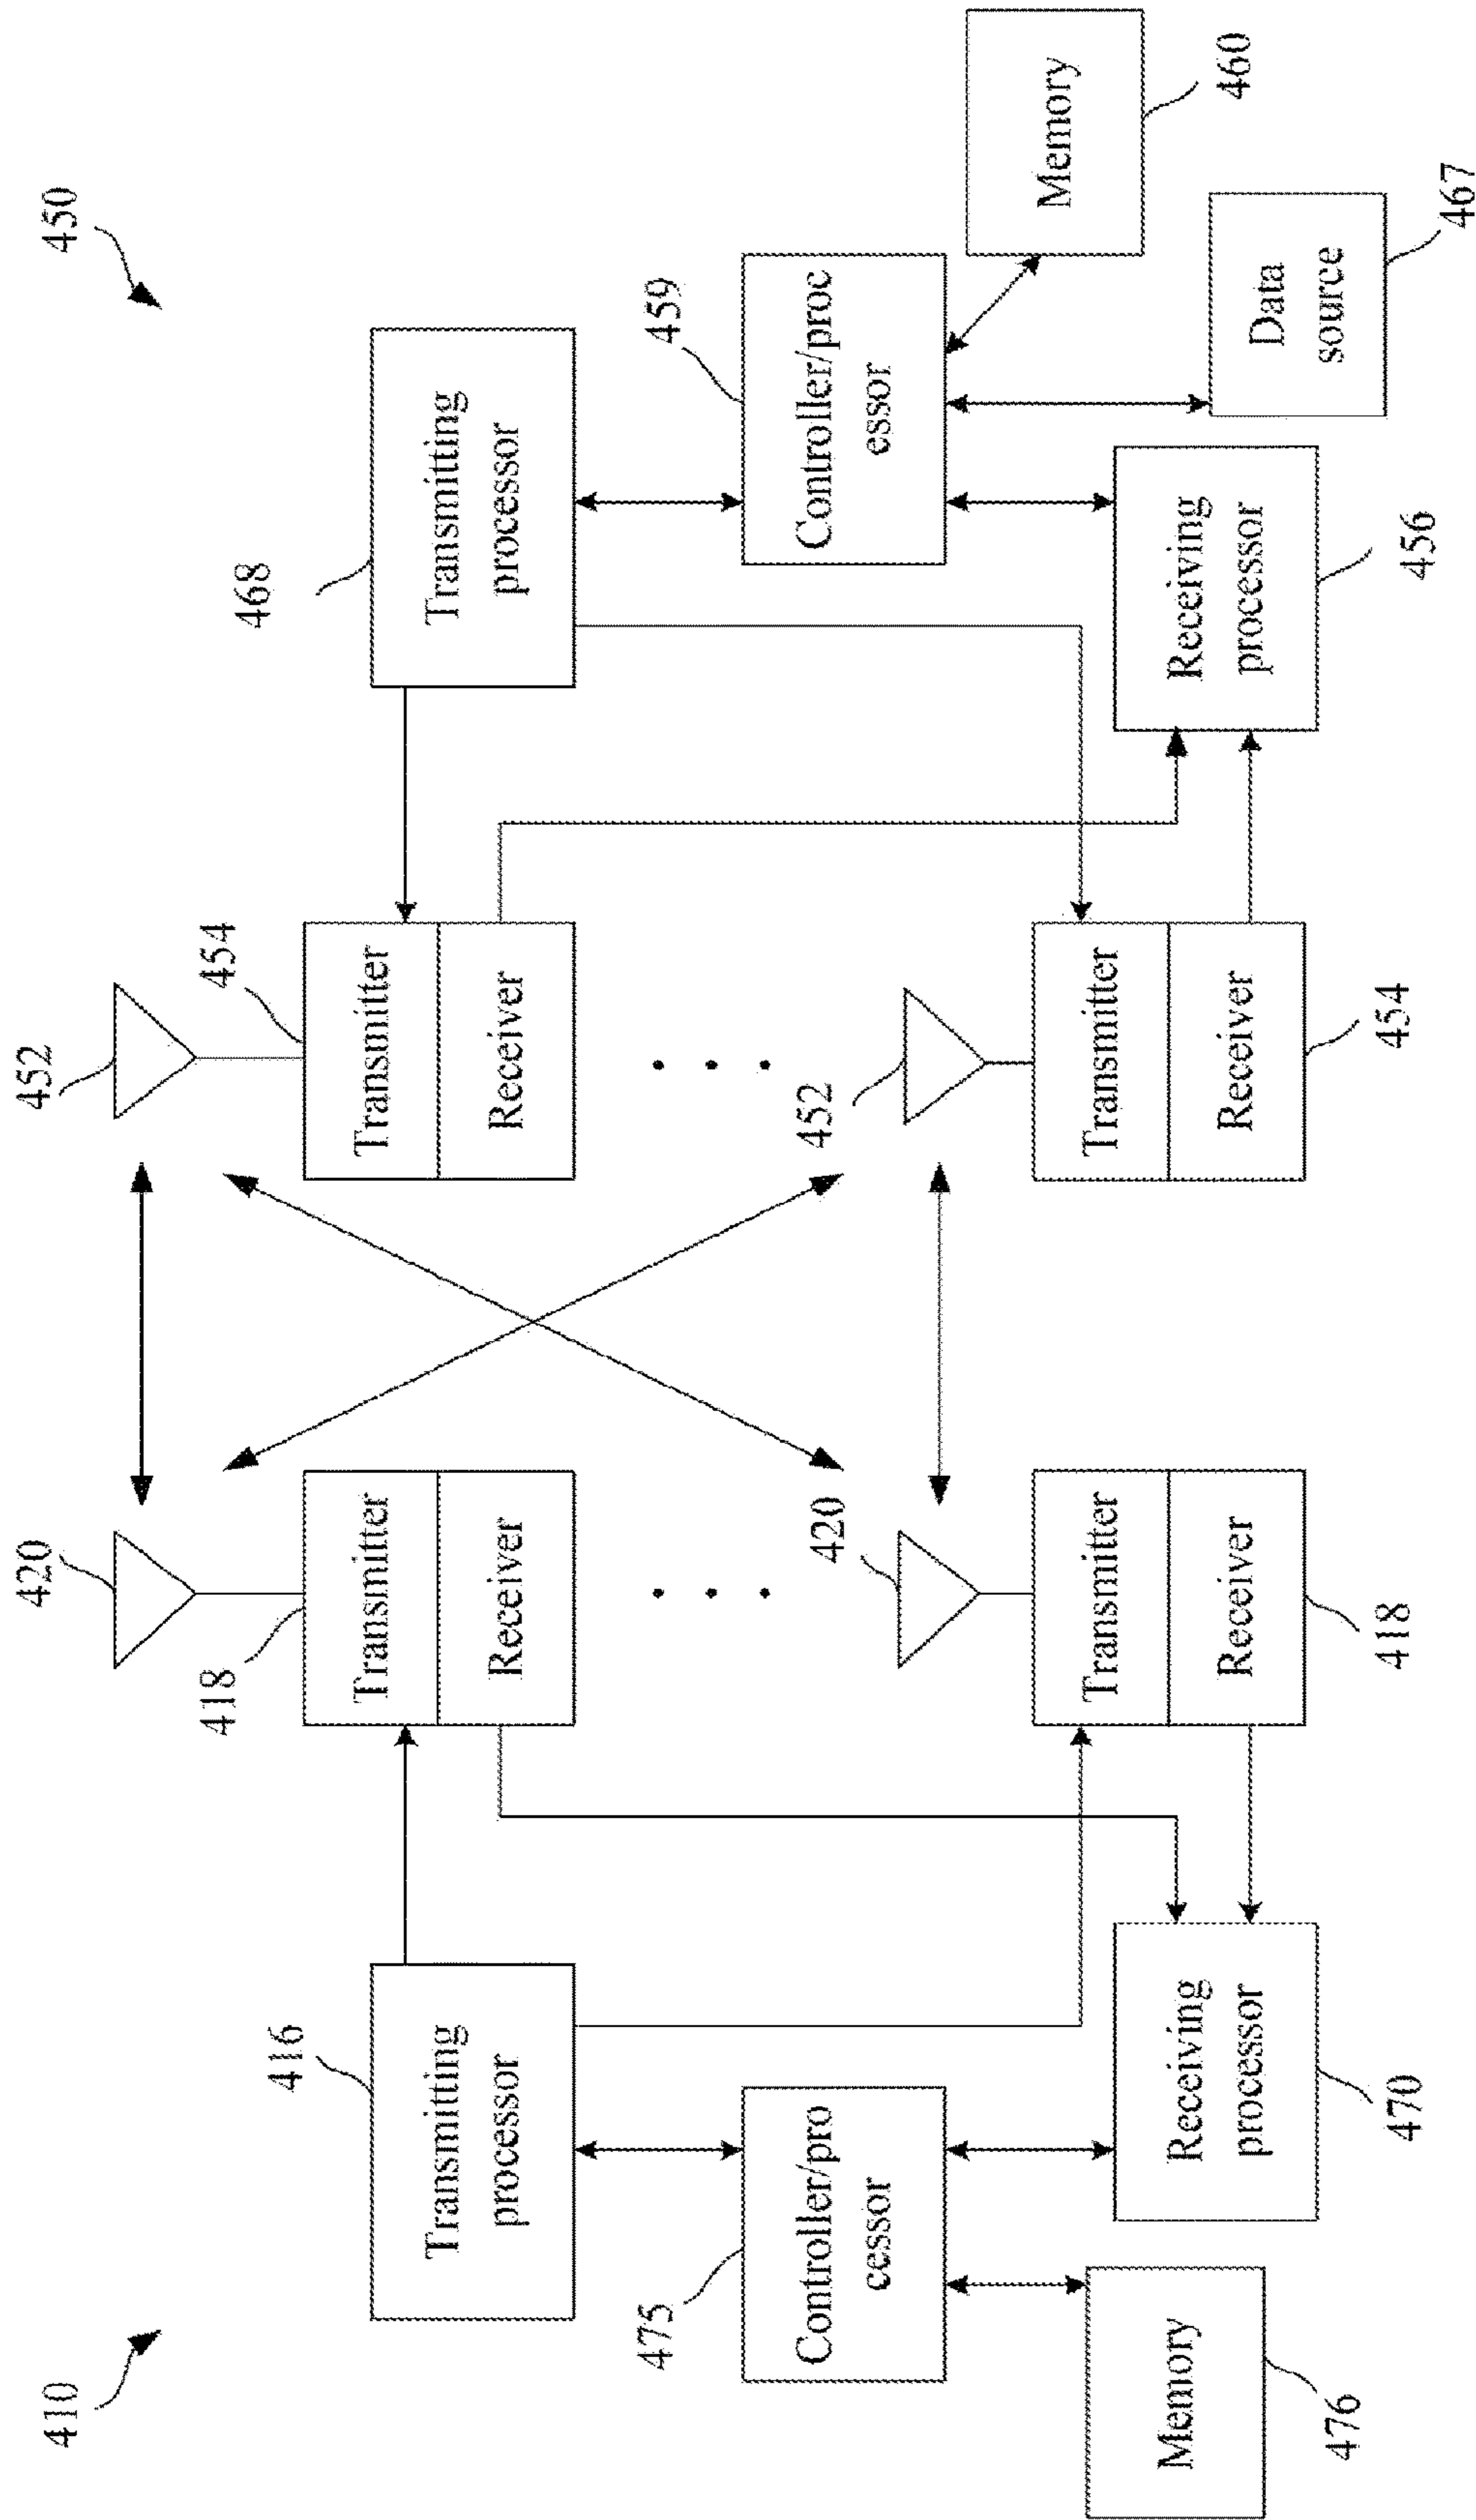 410
450
420
452
416
468
418
454
Transmitting
processor
Transmitter
Receiver
Transmitter
Receiver
Transmitting
processor
475
459
Controller/pro
cessor
Controller/proc
essor
420
452
Memory
460
Memory
476
Receiving
processor
470
Transmitter
Receiver
418
Transmitter
Receiver
454
Receiving
processor
456
Data
source
467